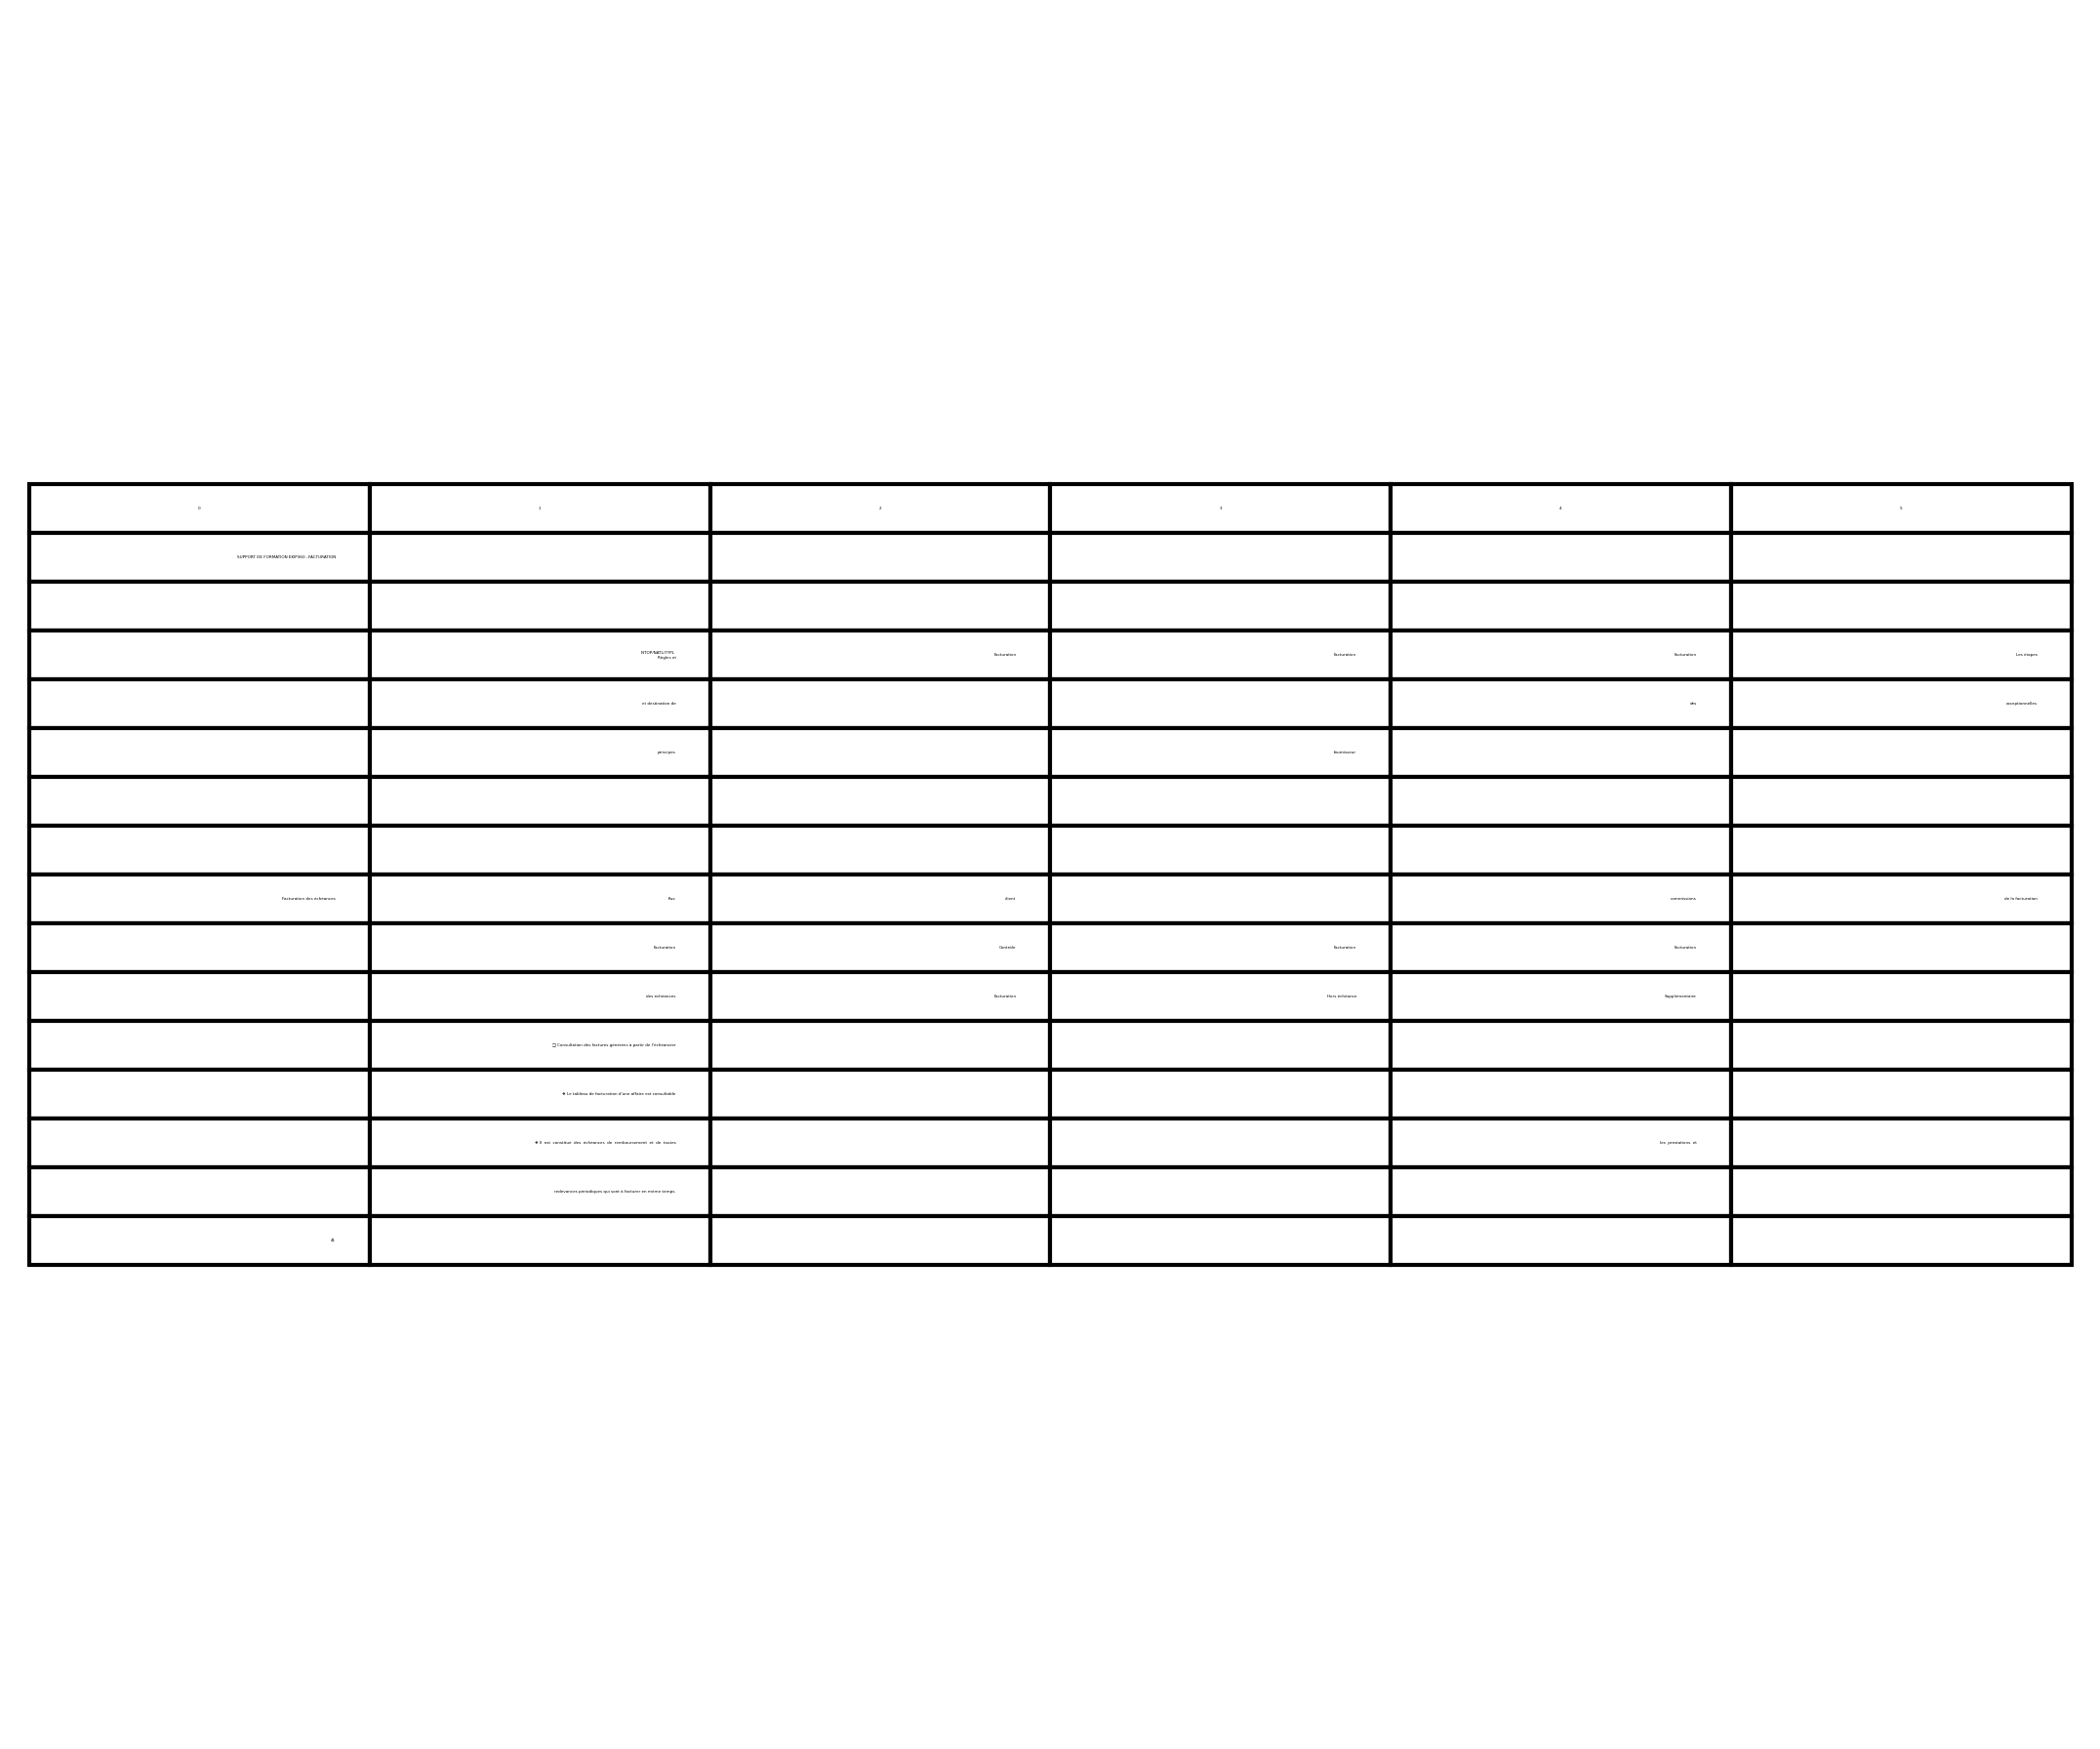 0 1 2 3 4 5
SUPPORT DE FORMATION EKIP360 - FACTURATION
NTOP/NATU/TYPL
Règles et Facturation Facturation Facturation Les étapes
et destination de des exceptionnelles
principes fournisseur
Facturation des échéances flux client commissions de la facturation
Facturation Contrôle Facturation Facturation
des échéances Facturation Hors échéance Supplémentaire
❑ Consultation des factures générées à partir de l'échéancier
❖ Le tableau de facturation d'une affaire est consultable
❖ Il est constitué des échéances de remboursement et de toutes les prestations et
redevances périodiques qui sont à facturer en même temps.